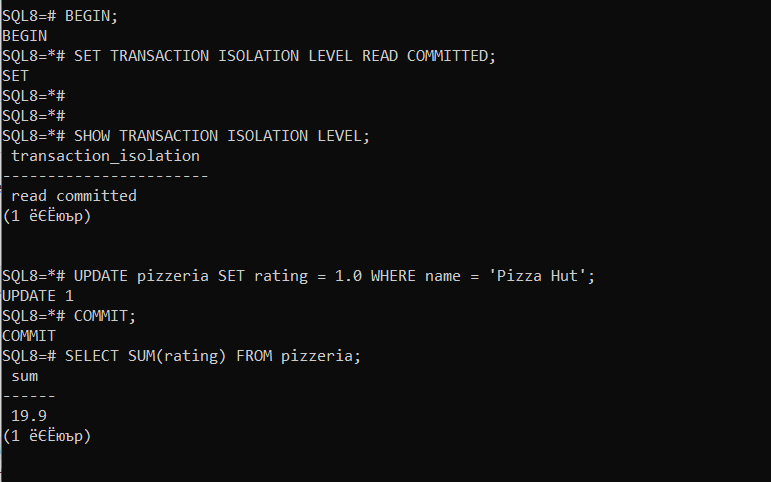 SQL8=# BEGIN;
BEGIN
SQL8=*# SET TRANSACTION ISOLATION LEVEL READ COMMITTED;
SET
SQL8=*#
SQL8=*#
SQL8=*# SHOW TRANSACTION ISOLATION LEVEL;
 transaction_isolation
-----------------------
 read committed
(1 ёЄЁюър)
SQL8=*# UPDATE pizzeria SET rating = 1.0 WHERE name = 'Pizza Hut';
UPDATE 1
SQL8=*# COMMIT;
COMMIT
SQL8=# SELECT SUM(rating) FROM pizzeria;
 sum
------
 19.9
(1 ёЄЁюър)